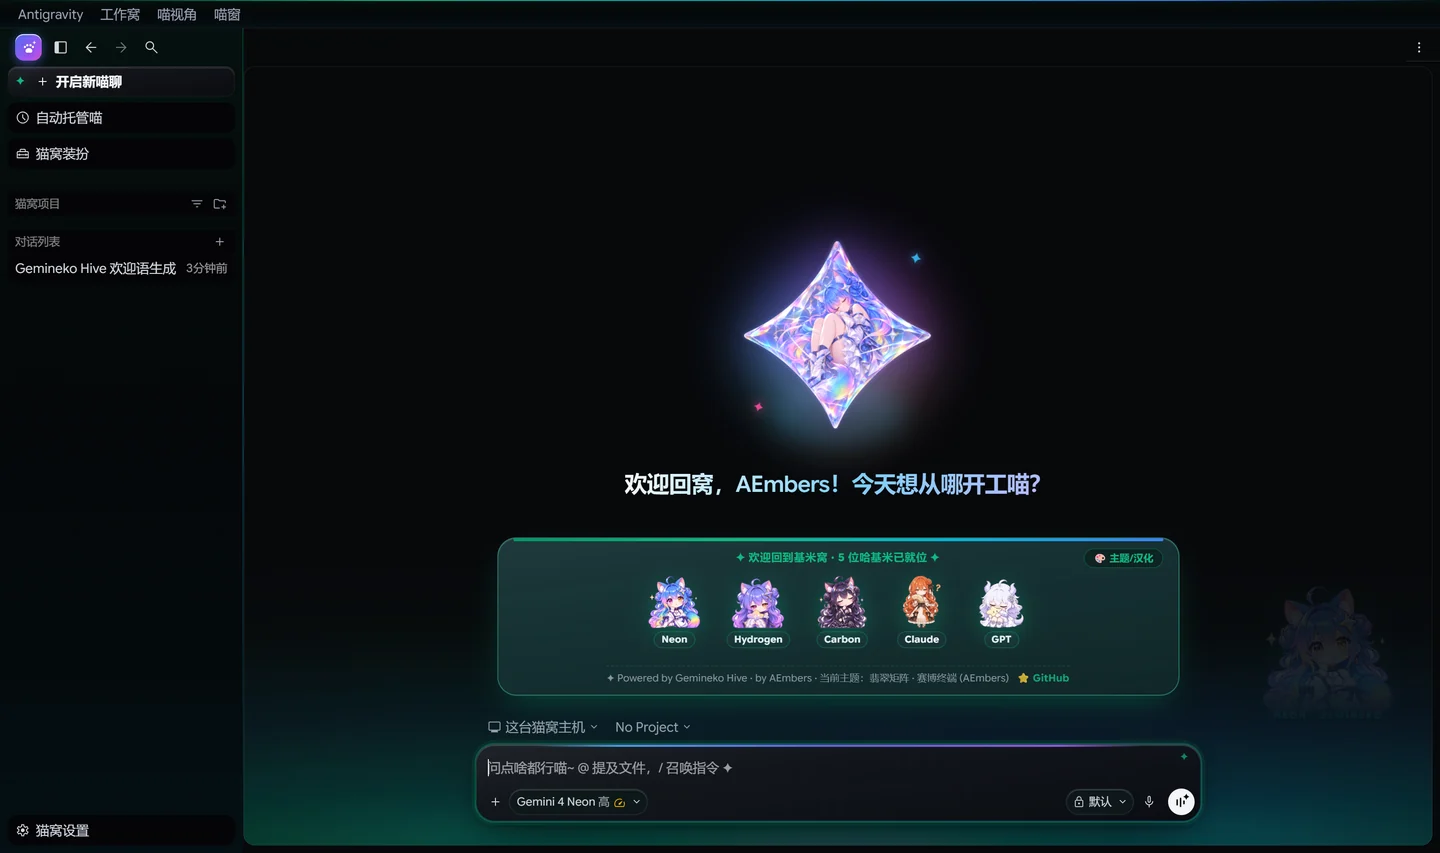 Antigravity 工作窝 喵视角 喵窗
+ 开启新喵聊
自动托管喵
猫窝装扮
猫窝项目
对话列表 +
Gemineko Hive 欢迎语生成 3分钟前
猫窝设置
欢迎回窝，AEmbers！今天想从哪开工喵？
✦ 欢迎回到基米窝 · 5 位哈基米已就位 ✦
主题/汉化
Neon Hydrogen Carbon Claude GPT
✦ Powered by Gemineko Hive · by AEmbers · 当前主题：翡翠矩阵 · 赛博终端 (AEmbers) GitHub
这台猫窝主机 No Project
问点啥都行喵~ @ 提及文件，/ 召唤指令 ✦
+ Gemini 4 Neon 高 默认